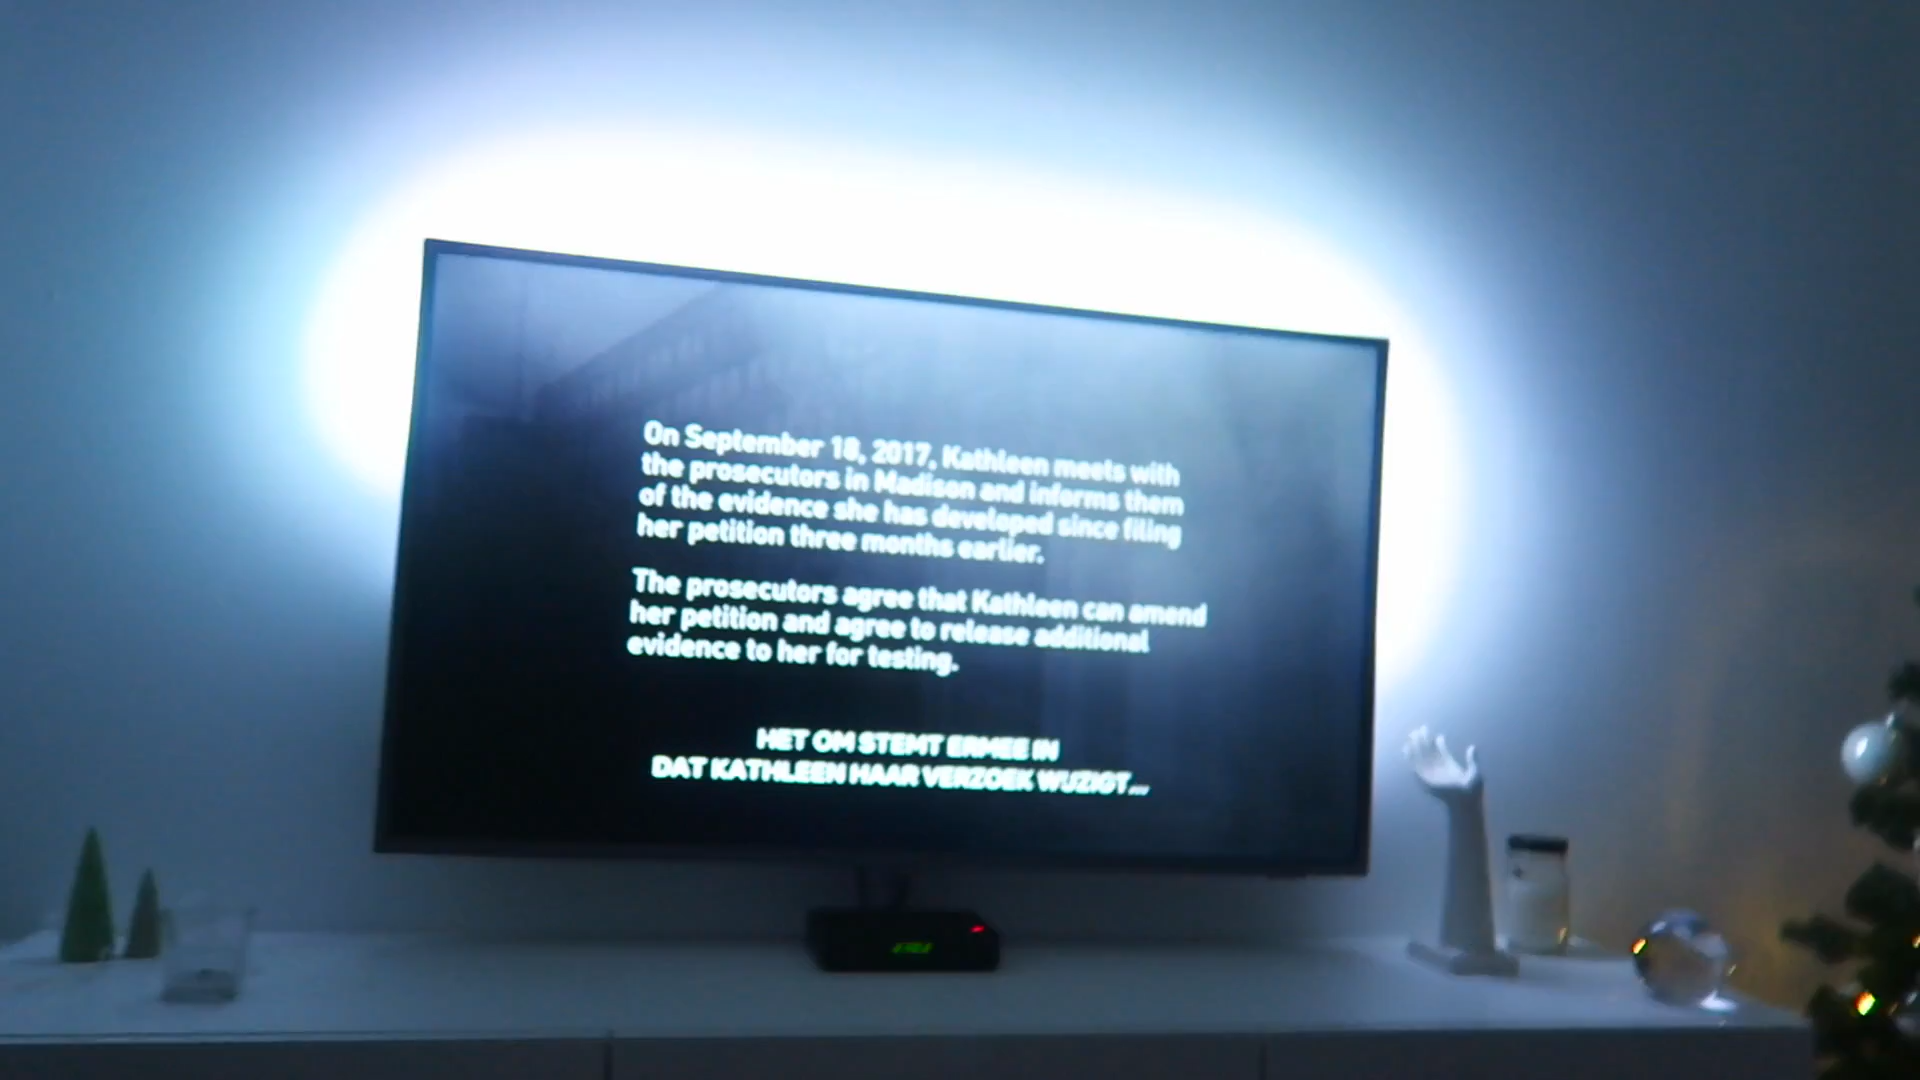 On September 18, 2017, Kathleen meets with
the prosecutors in Madison and informs them
of the evidence she has developed since filing
her petition three months earlier.
The prosecutors agree that Kathleen can amend
her petition and agree to release additional
evidence to her for testing.
HET OM STEMT ERMEE IN
DAT KATHLEEN HAAR VERZOEK WIJZIGT...